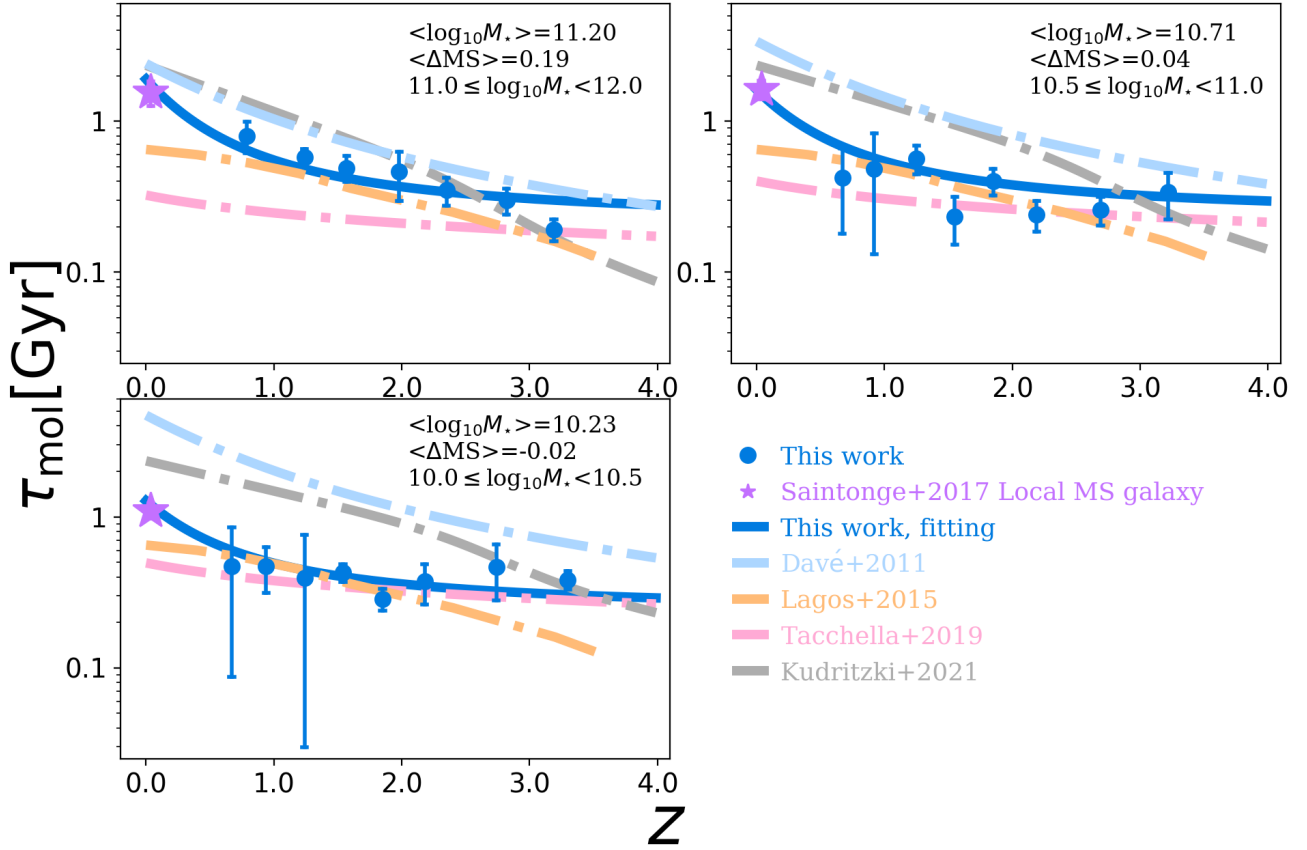 <log₁₀M⋆>=11.20
<ΔMS>=0.19
11.0 ≤ log₁₀M⋆<12.0
1
0.1
0.0 1.0 2.0 3.0 4.0
<log₁₀M⋆>=10.71
<ΔMS>=0.04
10.5 ≤ log₁₀M⋆<11.0
1
0.1
0.0 1.0 2.0 3.0 4.0
τmol[Gyr]
<log₁₀M⋆>=10.23
<ΔMS>=-0.02
10.0 ≤ log₁₀M⋆<10.5
1
0.1
0.0 1.0 2.0 3.0 4.0
z
This work
Saintonge+2017 Local MS galaxy
This work, fitting
Davé+2011
Lagos+2015
Tacchella+2019
Kudritzki+2021